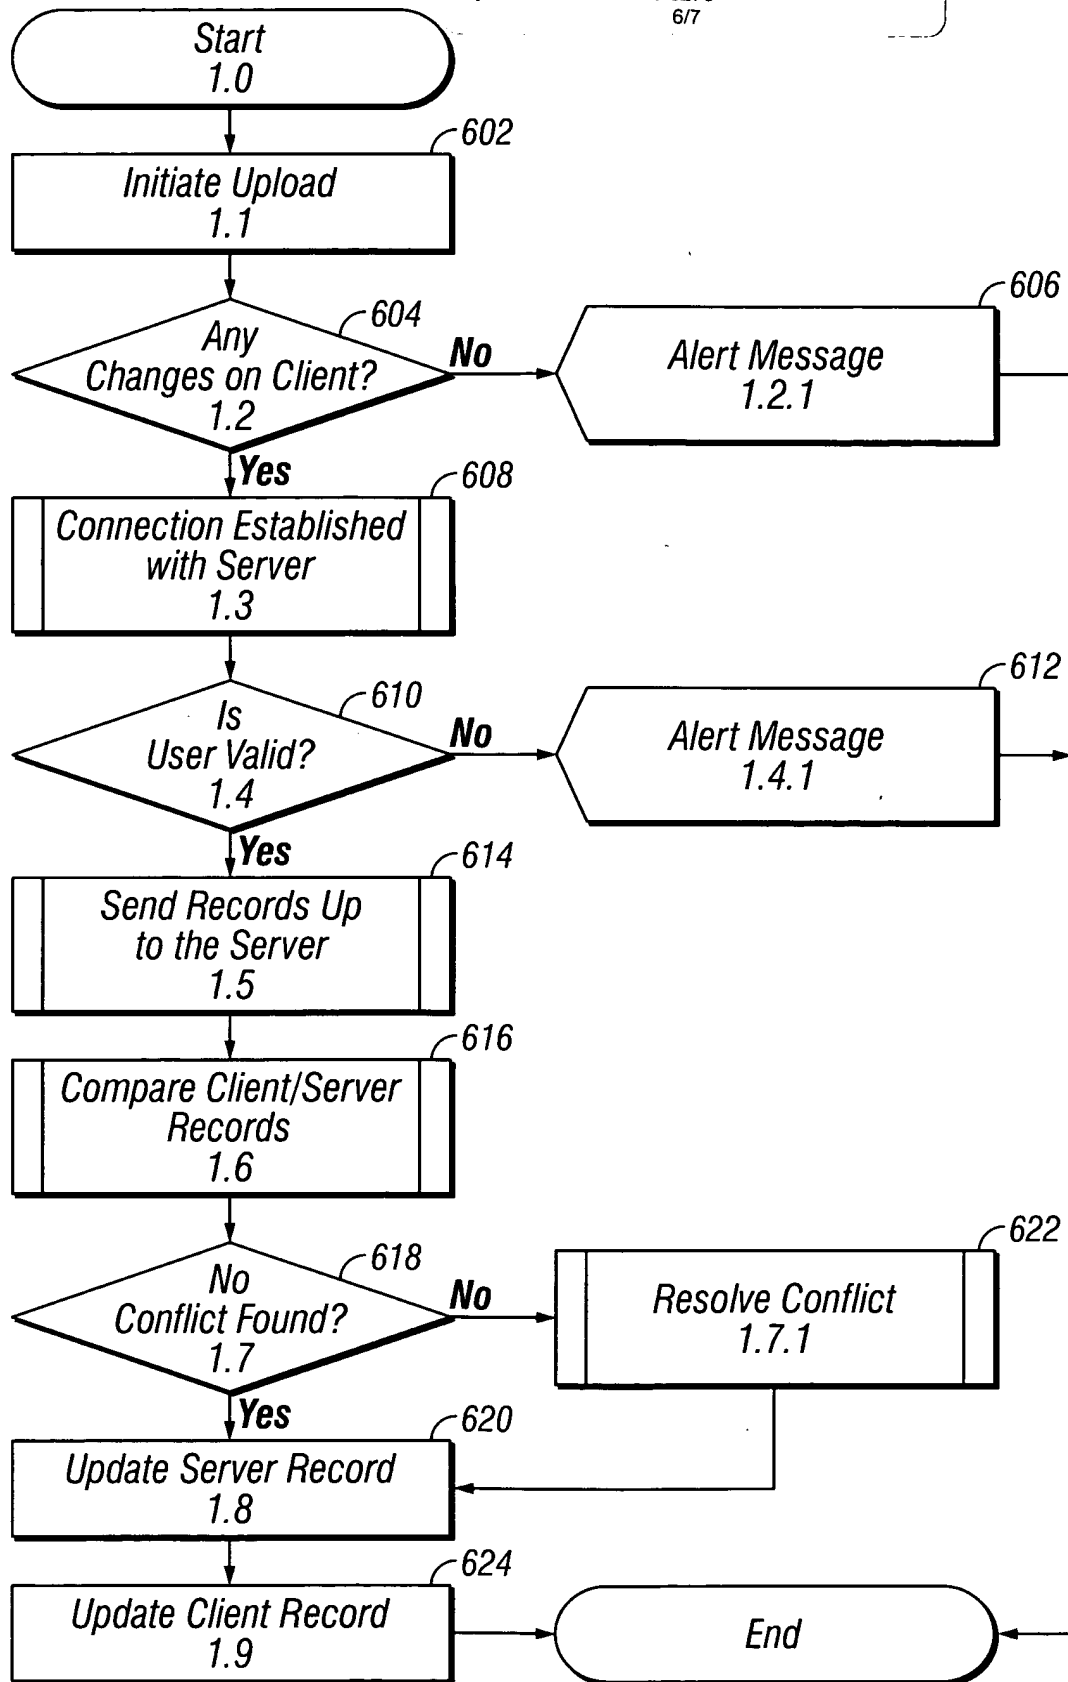 6/7
Start
1.0
602
Initiate Upload
1.1
604
Any
Changes on Client?
1.2
No
606
Alert Message
1.2.1
Yes
608
Connection Established
with Server
1.3
610
Is
User Valid?
1.4
No
612
Alert Message
1.4.1
Yes
614
Send Records Up
to the Server
1.5
616
Compare Client/Server
Records
1.6
618
No
Conflict Found?
1.7
No
622
Resolve Conflict
1.7.1
Yes
620
Update Server Record
1.8
624
Update Client Record
1.9
End